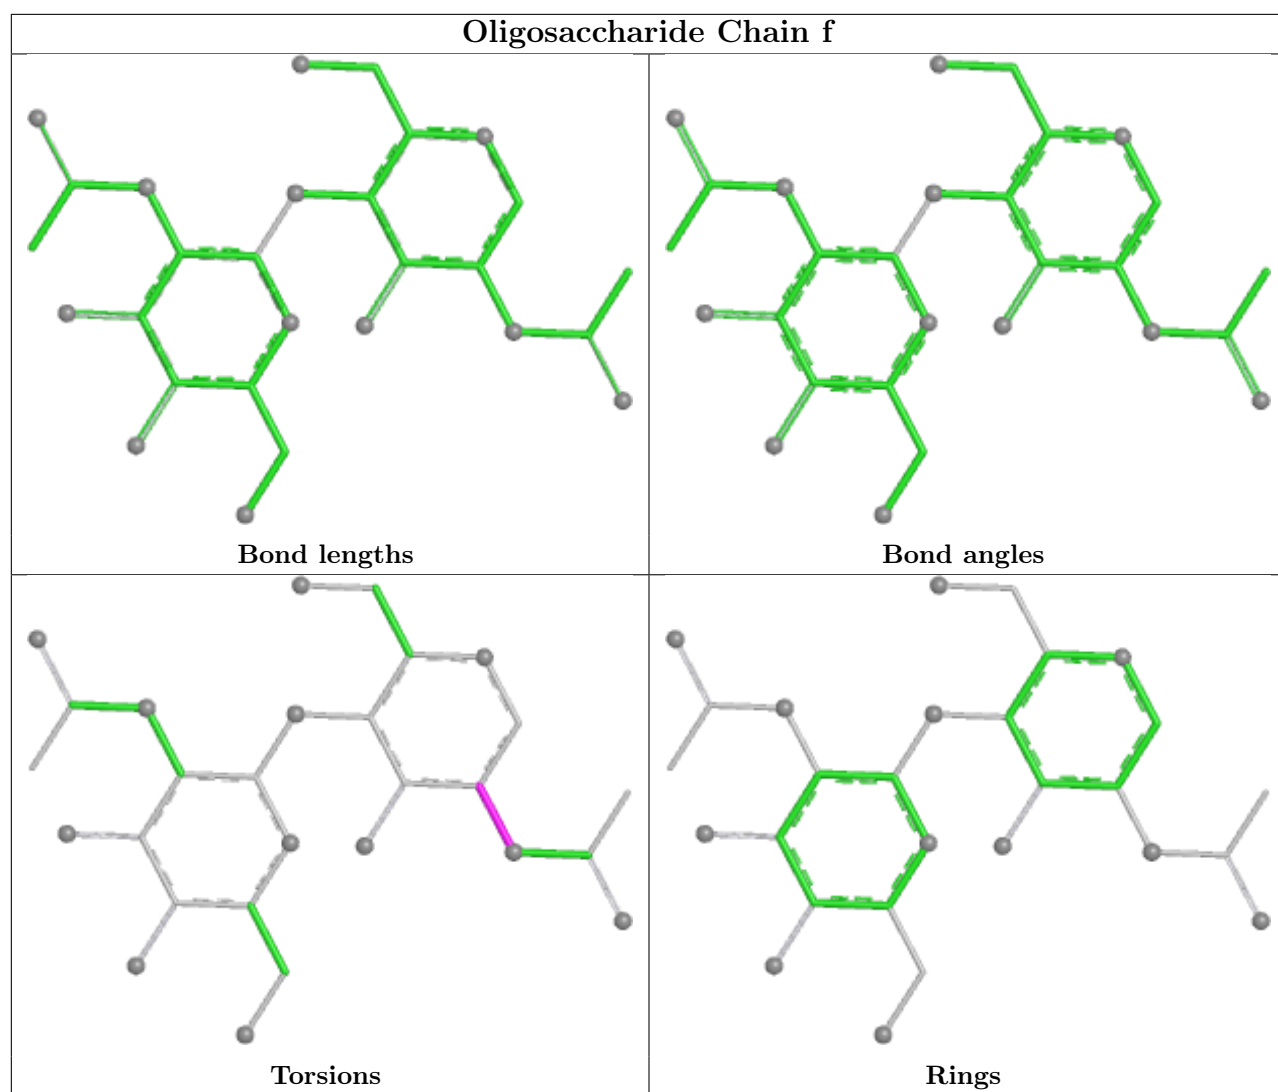 Oligosaccharide Chain f
Bond lengths
Bond angles
Torsions
Rings